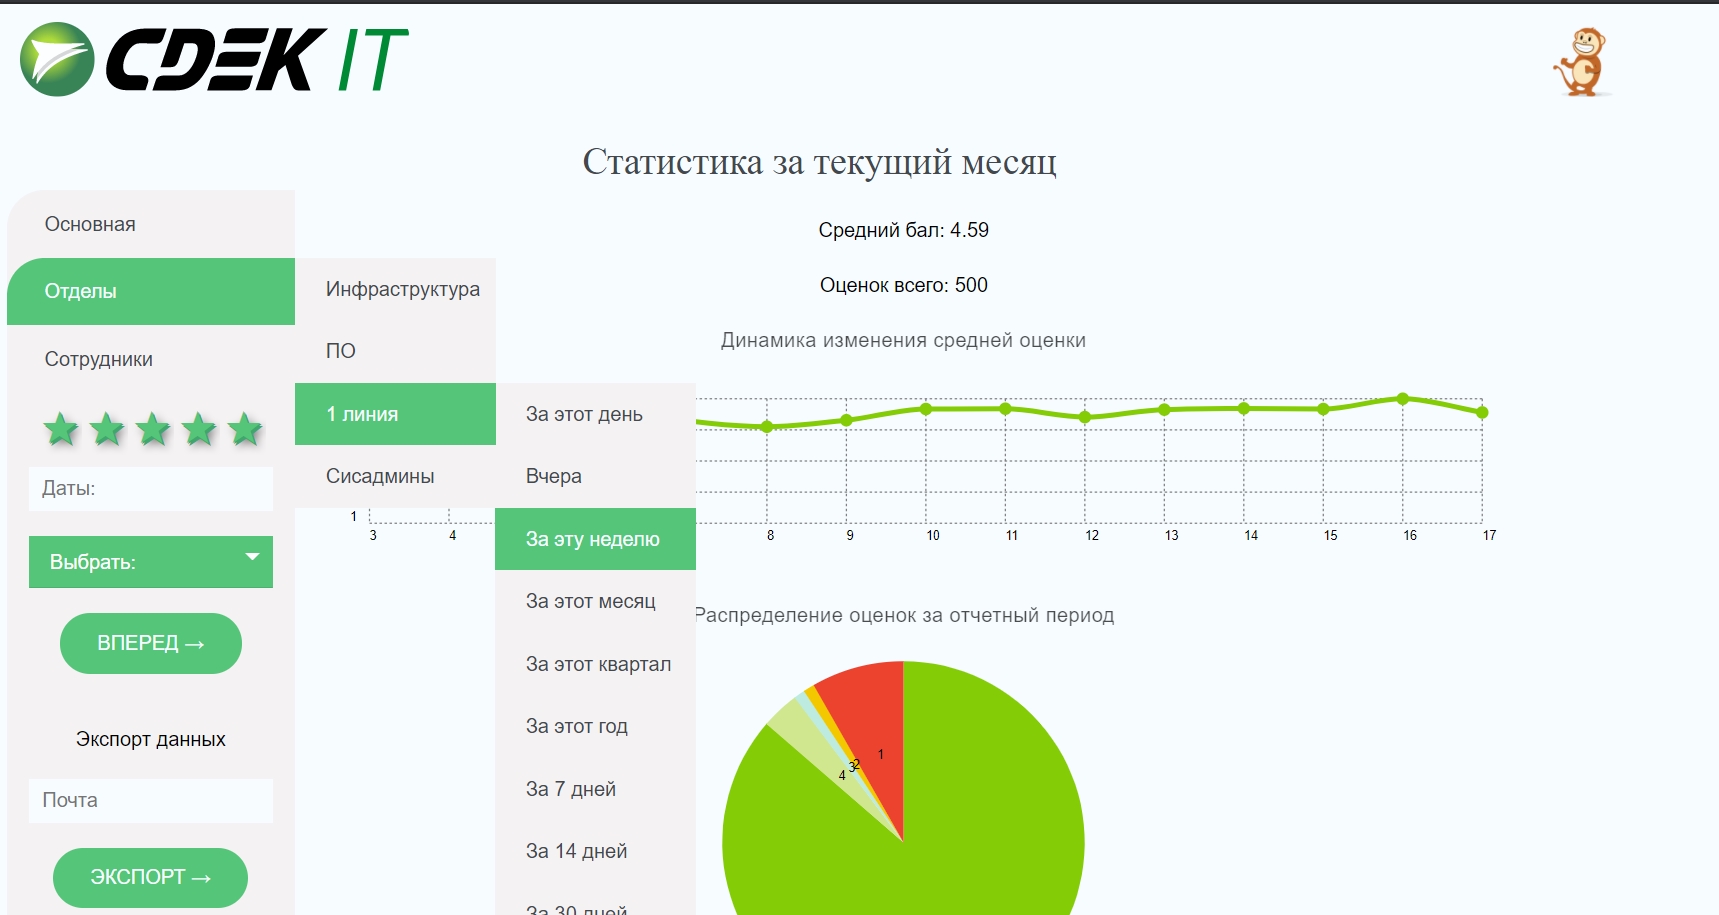 CDEK IT
Статистика за текущий месяц
Средний бал: 4.59
Оценок всего: 500
Динамика изменения средней оценки
Основная
Отделы
Сотрудники
Даты:
Выбрать:
ВПЕРЕД →
Экспорт данных
Почта
ЭКСПОРТ →
Инфраструктура
ПО
1 линия
Сисадмины
За этот день
Вчера
За эту неделю
За этот месяц
За этот квартал
За этот год
За 7 дней
За 14 дней
За 30 дней
1
3 4 8 9 10 11 12 13 14 15 16 17
Распределение оценок за отчетный период
1
2
3
4